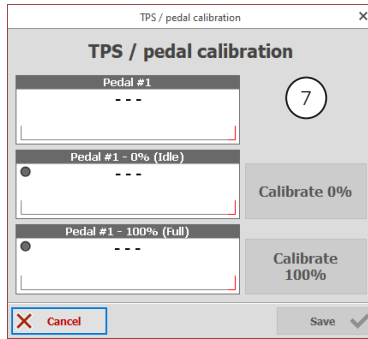 TPS / pedal calibration
×
TPS / pedal calibration
Pedal #1
---
7
Pedal #1 - 0% (Idle)
---
Calibrate 0%
Pedal #1 - 100% (Full)
---
Calibrate
100%
Cancel
Save